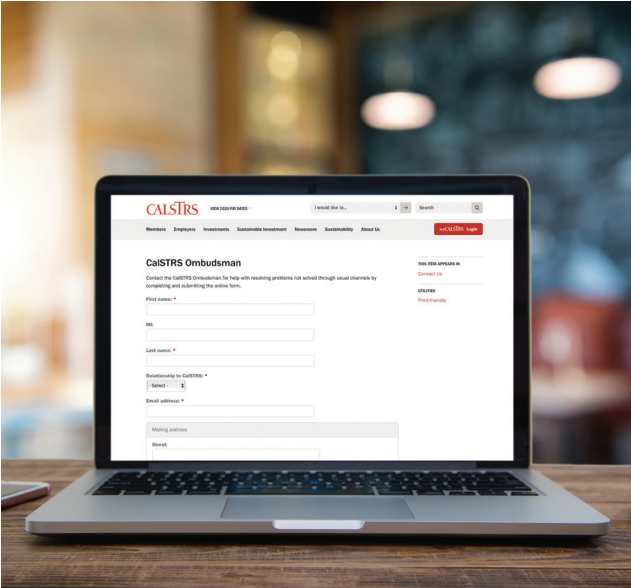 CALSTRS VIEW 2020 PAY DATES I would like to... Search
Members Employers Investments Sustainable Investment Newsroom Sustainability About Us myCALSTRS Login
CalSTRS Ombudsman
Contact the CalSTRS Ombudsman for help with resolving problems not solved through usual channels by
completing and submitting the online form.
First name: *
MI:
Last name: *
Relationship to CalSTRS: *
- Select -
Email address: *
Mailing address
Street:
THIS ITEM APPEARS IN
Contact Us
UTILITIES
Print-friendly